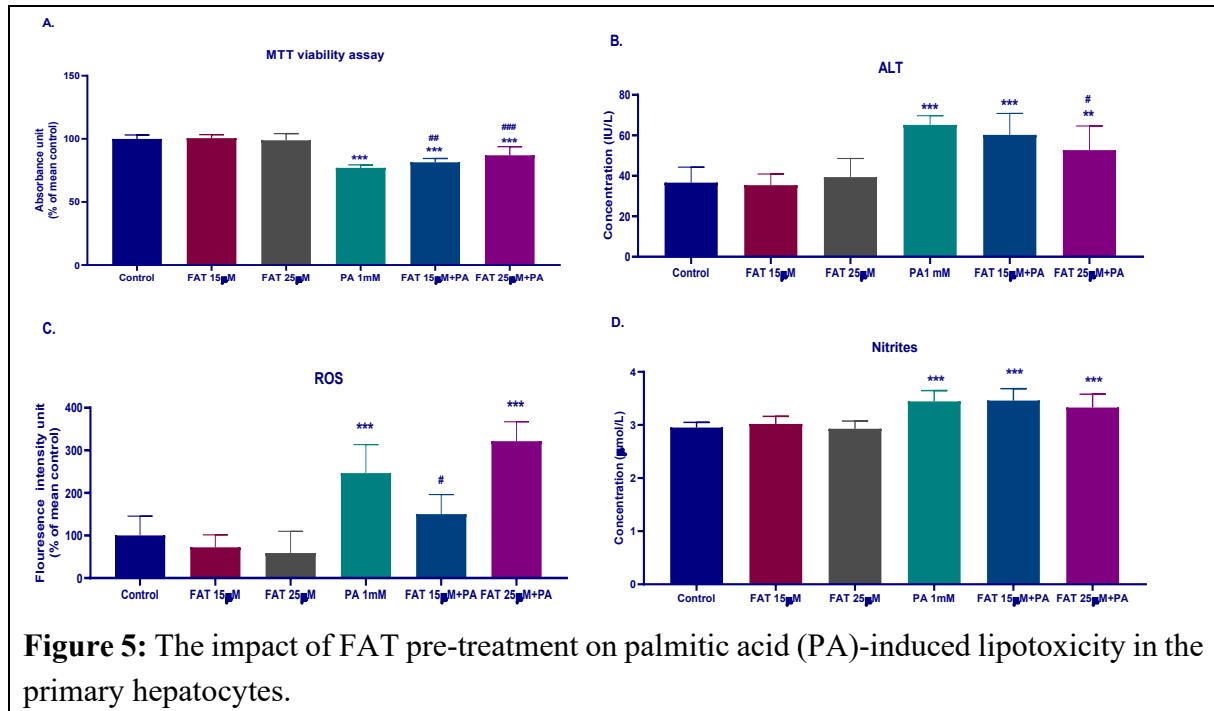 A.
MTT viability assay
Absorbance unit
(% of mean control)
150
100
50
0
***
##
***
###
***
Control
FAT 15µM
FAT 25µM
PA 1mM
FAT 15µM+PA
FAT 25µM+PA
B.
ALT
Concentration (IU/L)
80
60
40
20
0
***
***
#
**
Control
FAT 15µM
FAT 25µM
PA1 mM
FAT 15µM+PA
FAT 25µM+PA
C.
ROS
Flouresence intensity unit
(% of mean control)
400
300
200
100
0
***
#
***
Control
FAT 15µM
FAT 25µM
PA 1mM
FAT 15µM+PA
FAT 25µM+PA
D.
Nitrites
Concentration (µmol/L)
4
3
2
1
0
***
***
***
Control
FAT 15µM
FAT 25µM
PA 1mM
FAT 15µM+PA
FAT 25µM+PA
Figure 5: The impact of FAT pre-treatment on palmitic acid (PA)-induced lipotoxicity in the
primary hepatocytes.